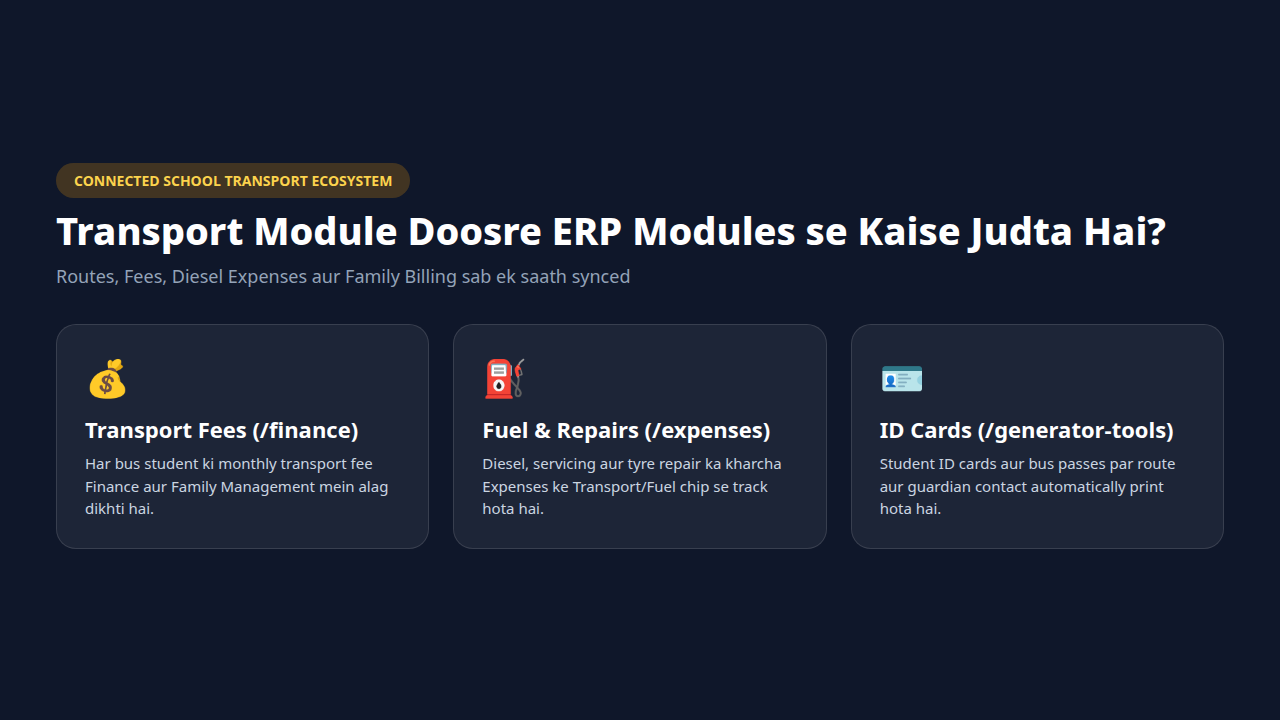 CONNECTED SCHOOL TRANSPORT ECOSYSTEM
Transport Module Doosre ERP Modules se Kaise Judta Hai?
Routes, Fees, Diesel Expenses aur Family Billing sab ek saath synced
Transport Fees (/finance)
Har bus student ki monthly transport fee
Finance aur Family Management mein alag
dikhti hai.
Fuel & Repairs (/expenses)
Diesel, servicing aur tyre repair ka kharcha
Expenses ke Transport/Fuel chip se track
hota hai.
ID Cards (/generator-tools)
Student ID cards aur bus passes par route
aur guardian contact automatically print
hota hai.